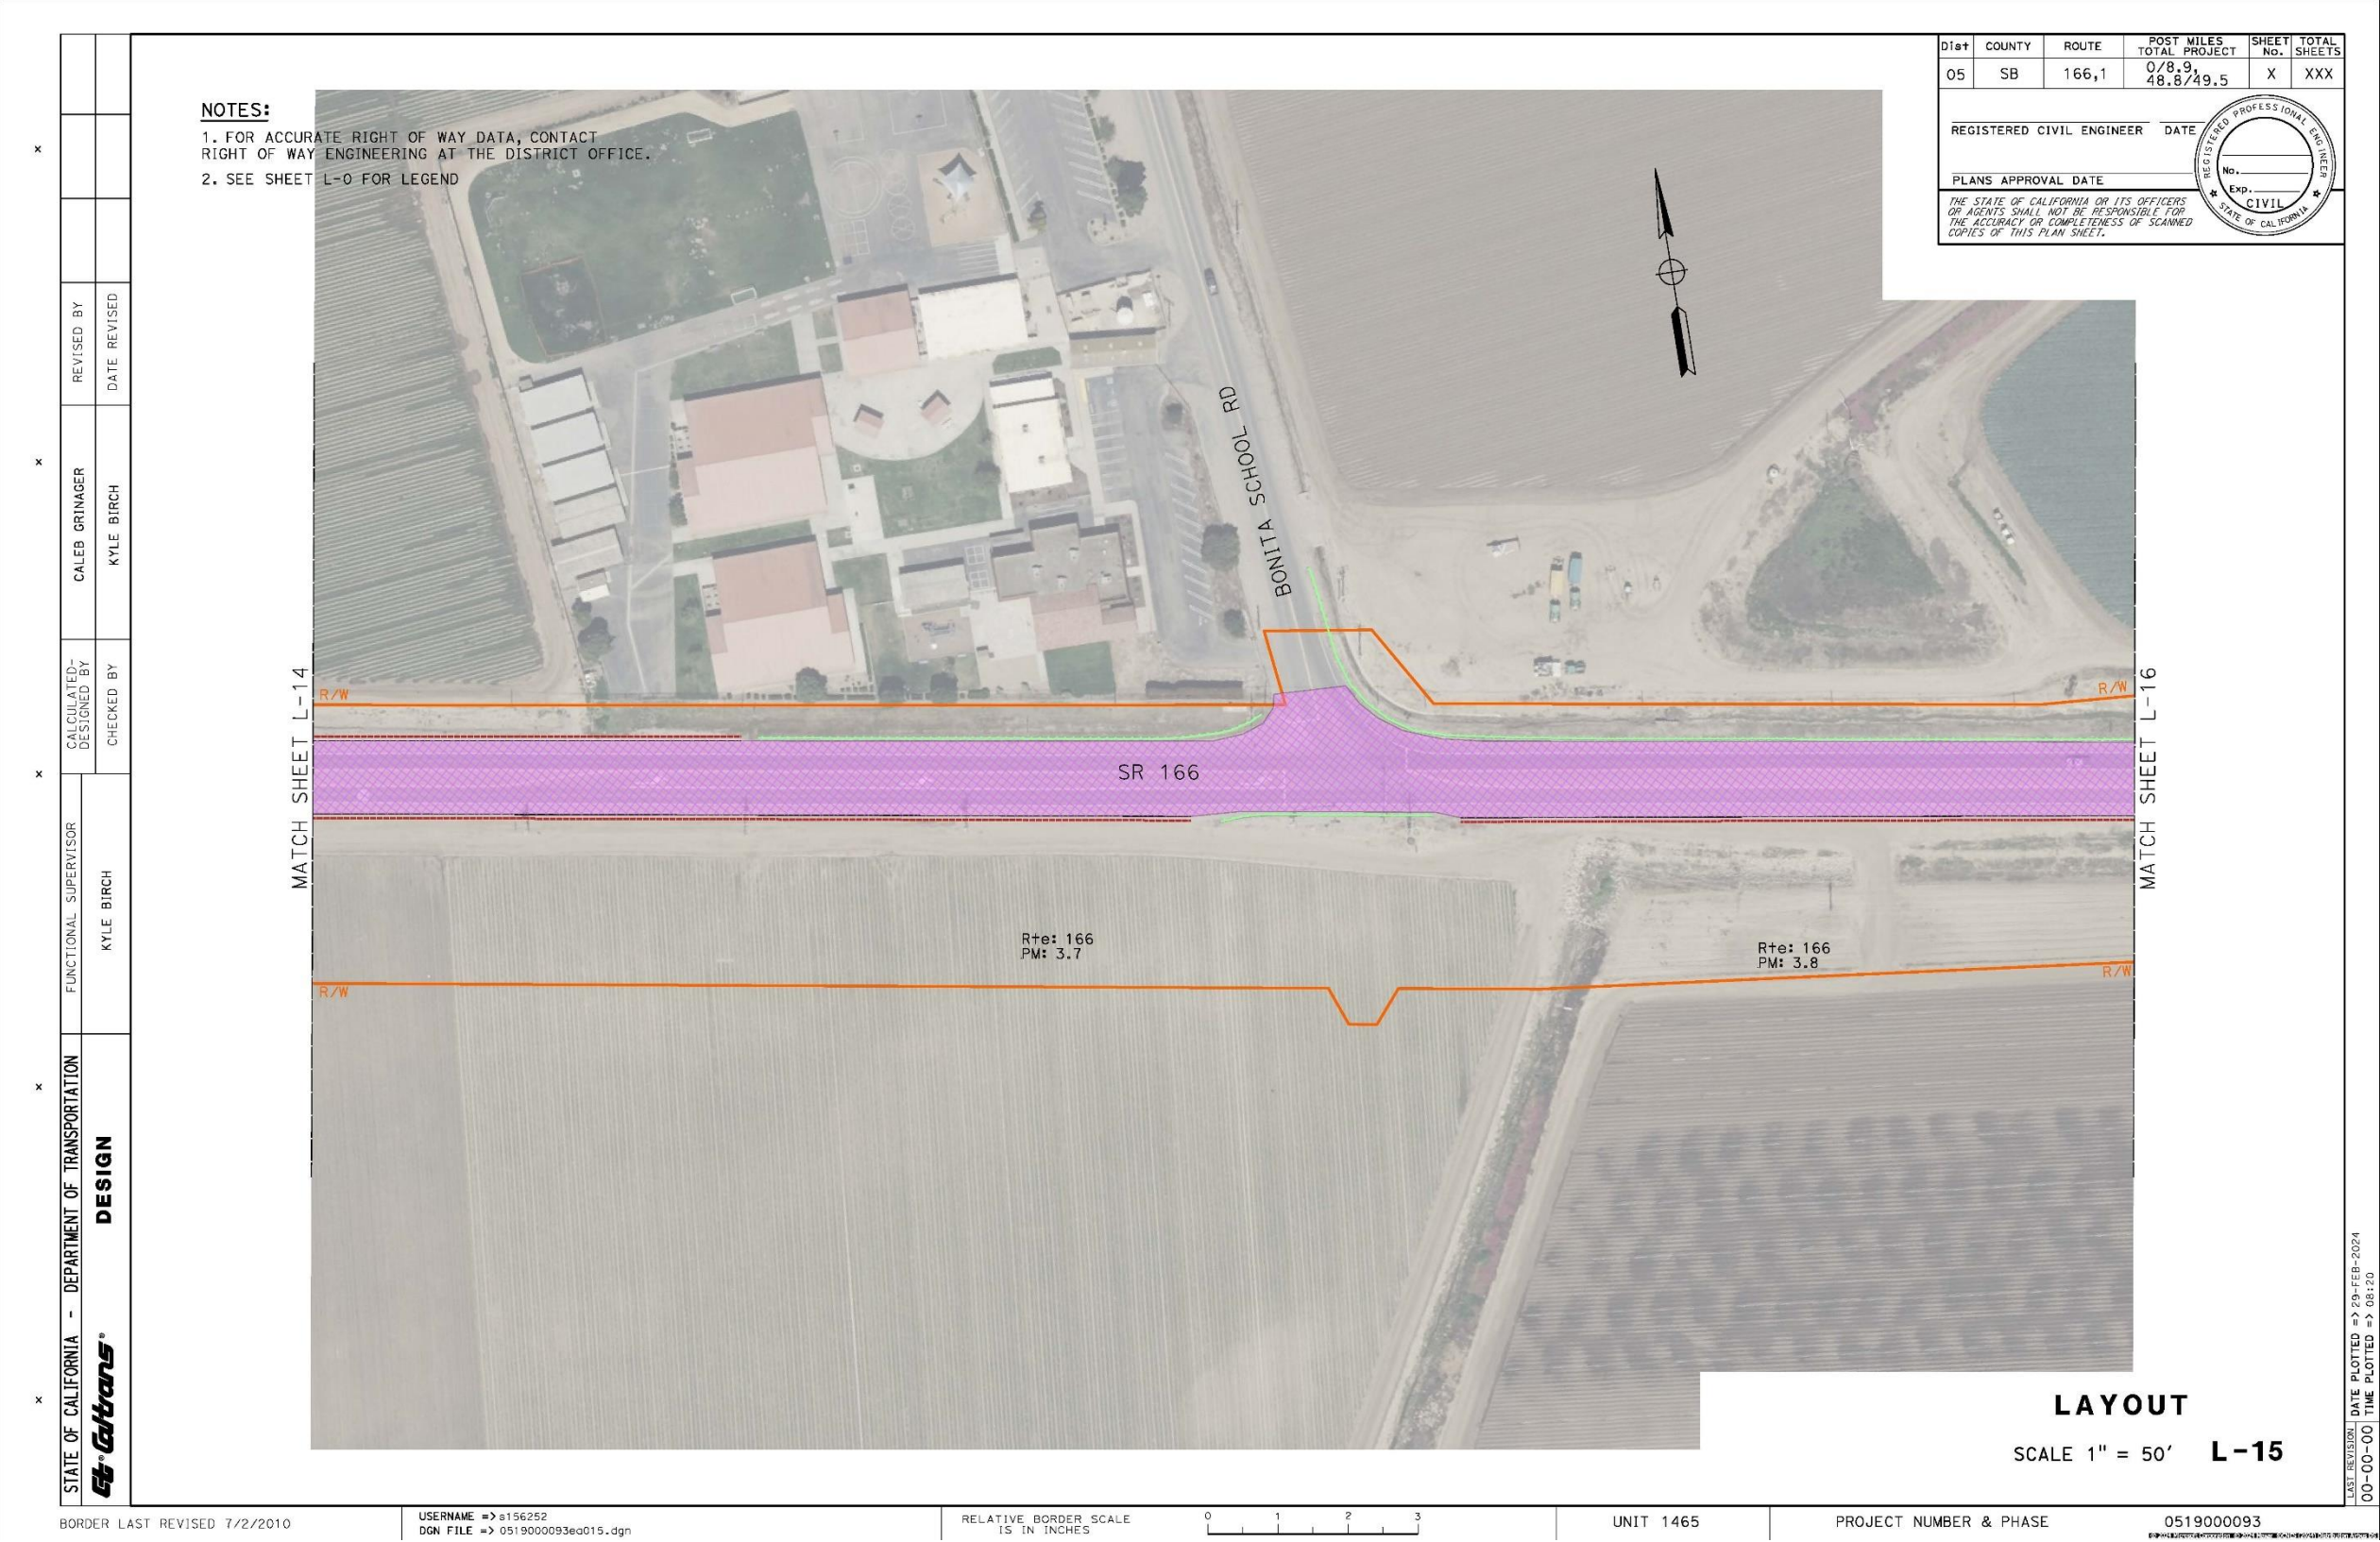 Dist COUNTY ROUTE POST MILES TOTAL PROJECT SHEET No. TOTAL SHEETS
05 SB 166,1 0/8.9, 48.8/49.5 X XXX
REGISTERED CIVIL ENGINEER DATE
PLANS APPROVAL DATE
THE STATE OF CALIFORNIA OR ITS OFFICERS
OR AGENTS SHALL NOT BE RESPONSIBLE FOR
THE ACCURACY OR COMPLETENESS OF SCANNED
COPIES OF THIS PLAN SHEET.
REGISTERED PROFESSIONAL ENGINEER
No.
Exp.
CIVIL
STATE OF CALIFORNIA
NOTES:
1. FOR ACCURATE RIGHT OF WAY DATA, CONTACT
RIGHT OF WAY ENGINEERING AT THE DISTRICT OFFICE.
2. SEE SHEET L-0 FOR LEGEND
BONITA SCHOOL RD
R/W
R/W
MATCH SHEET L-14
SR 166
MATCH SHEET L-16
Rte: 166
PM: 3.7
Rte: 166
PM: 3.8
R/W
R/W
REVISED BY
DATE REVISED
CALEB GRINAGER
KYLE BIRCH
CALCULATED-
DESIGNED BY
CHECKED BY
FUNCTIONAL SUPERVISOR
KYLE BIRCH
STATE OF CALIFORNIA - DEPARTMENT OF TRANSPORTATION
DESIGN
Caltrans®
LAYOUT
SCALE 1" = 50'
L-15
LAST REVISION
00-00-00
DATE PLOTTED => 29-FEB-2024
TIME PLOTTED => 08:20
BORDER LAST REVISED 7/2/2010
USERNAME => s156252
DGN FILE => 0519000093ea015.dgn
RELATIVE BORDER SCALE
IS IN INCHES
0 1 2 3
UNIT 1465
PROJECT NUMBER & PHASE
0519000093